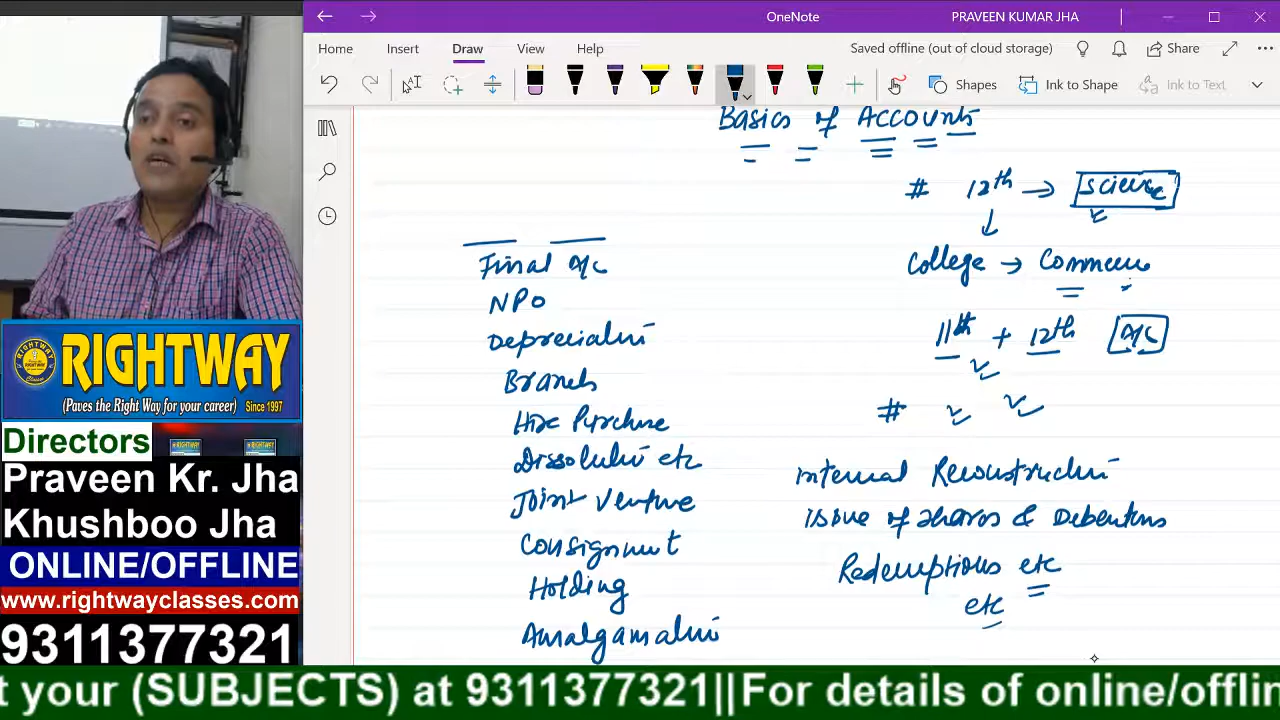 OneNote
PRAVEEN KUMAR JHA
Home Insert Draw View Help
Saved offline (out of cloud storage)
Share
Shapes
Ink to Shape
Ink to Text
Basics of ACCOUNTS
# 12th → Science
College → Commerce
11th + 12th A/C
#
Final A/C
NPO
Depreciation
Branch
Hire Purchase
Dissolution etc
Joint Venture
Consignment
Holding
Amalgamation
Internal Reconstruction
Issue of Shares & Debentures
Redemptions etc
etc
RIGHTWAY
(Paves the Right Way for your career) Since 1997
Directors
Praveen Kr. Jha
Khushboo Jha
ONLINE/OFFLINE
www.rightwayclasses.com
9311377321
t your (SUBJECTS) at 9311377321||For details of online/offlin